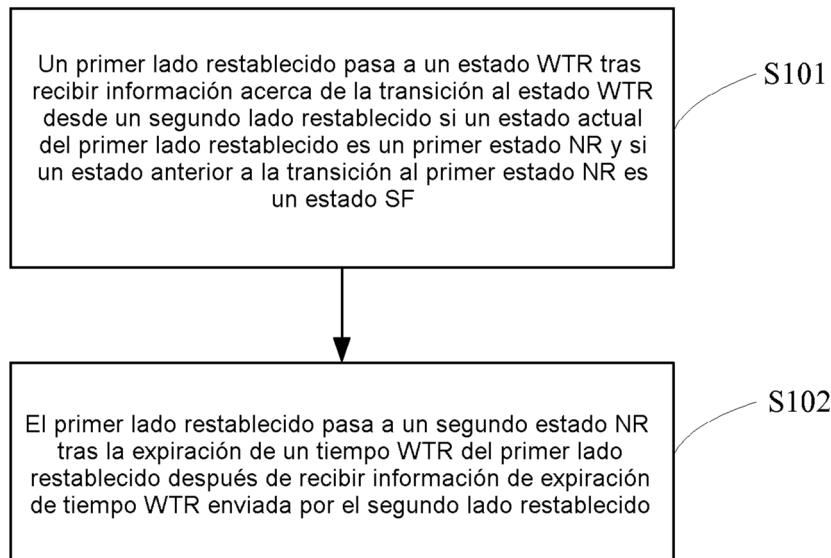 Un primer lado restablecido pasa a un estado WTR tras
recibir información acerca de la transición al estado WTR
desde un segundo lado restablecido si un estado actual
del primer lado restablecido es un primer estado NR y si
un estado anterior a la transición al primer estado NR es
un estado SF
S101
El primer lado restablecido pasa a un segundo estado NR
tras la expiración de un tiempo WTR del primer lado
restablecido después de recibir información de expiración
de tiempo WTR enviada por el segundo lado restablecido
S102